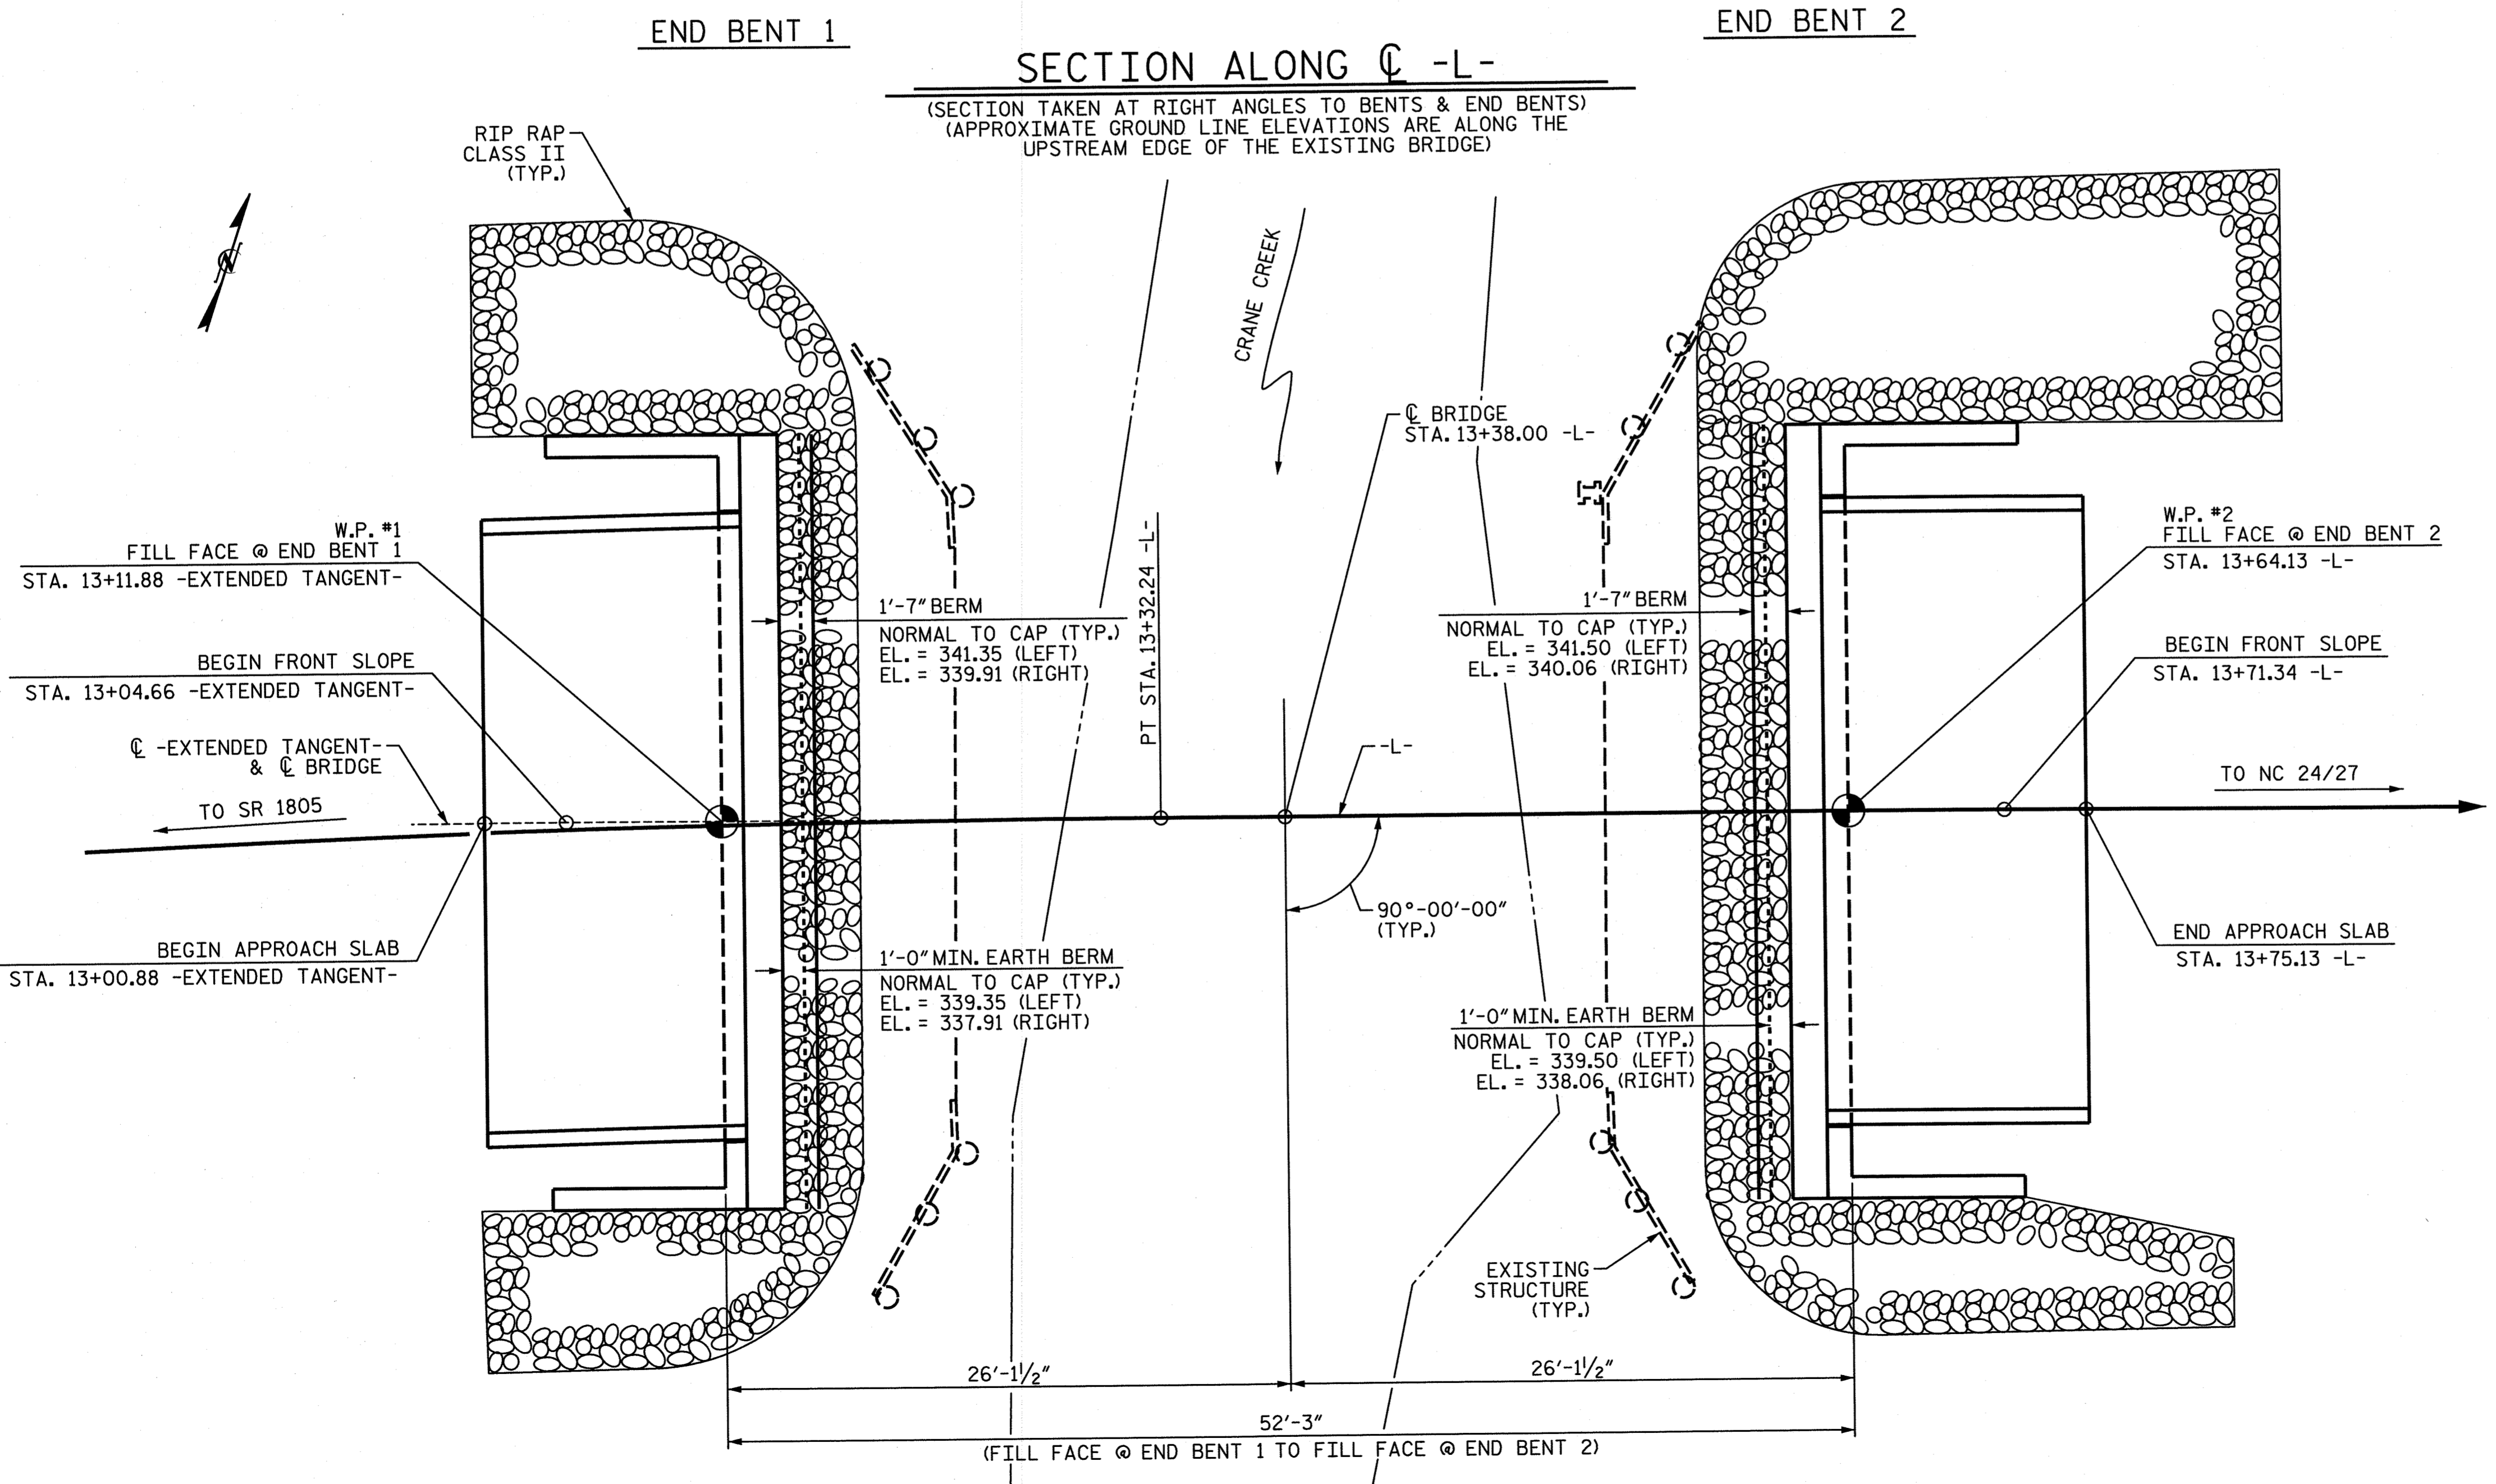 END BENT 1
END BENT 2
SECTION ALONG ℄ -L-
(SECTION TAKEN AT RIGHT ANGLES TO BENTS & END BENTS)
(APPROXIMATE GROUND LINE ELEVATIONS ARE ALONG THE
UPSTREAM EDGE OF THE EXISTING BRIDGE)
RIP RAP
CLASS II
(TYP.)
N
CRANE CREEK
℄ BRIDGE
STA. 13+38.00 -L-
W.P. #1
FILL FACE @ END BENT 1
STA. 13+11.88 -EXTENDED TANGENT-
BEGIN FRONT SLOPE
STA. 13+04.66 -EXTENDED TANGENT-
℄ -EXTENDED TANGENT-
& ℄ BRIDGE
TO SR 1805
BEGIN APPROACH SLAB
STA. 13+00.88 -EXTENDED TANGENT-
1'-7" BERM
NORMAL TO CAP (TYP.)
EL. = 341.35 (LEFT)
EL. = 339.91 (RIGHT)
PT STA. 13+32.24 -L-
-L-
90°-00'-00"
(TYP.)
1'-0" MIN. EARTH BERM
NORMAL TO CAP (TYP.)
EL. = 339.35 (LEFT)
EL. = 337.91 (RIGHT)
1'-7" BERM
NORMAL TO CAP (TYP.)
EL. = 341.50 (LEFT)
EL. = 340.06 (RIGHT)
1'-0" MIN. EARTH BERM
NORMAL TO CAP (TYP.)
EL. = 339.50 (LEFT)
EL. = 338.06 (RIGHT)
W.P. #2
FILL FACE @ END BENT 2
STA. 13+64.13 -L-
BEGIN FRONT SLOPE
STA. 13+71.34 -L-
TO NC 24/27
END APPROACH SLAB
STA. 13+75.13 -L-
EXISTING
STRUCTURE
(TYP.)
26'-1½"
26'-1½"
52'-3"
(FILL FACE @ END BENT 1 TO FILL FACE @ END BENT 2)